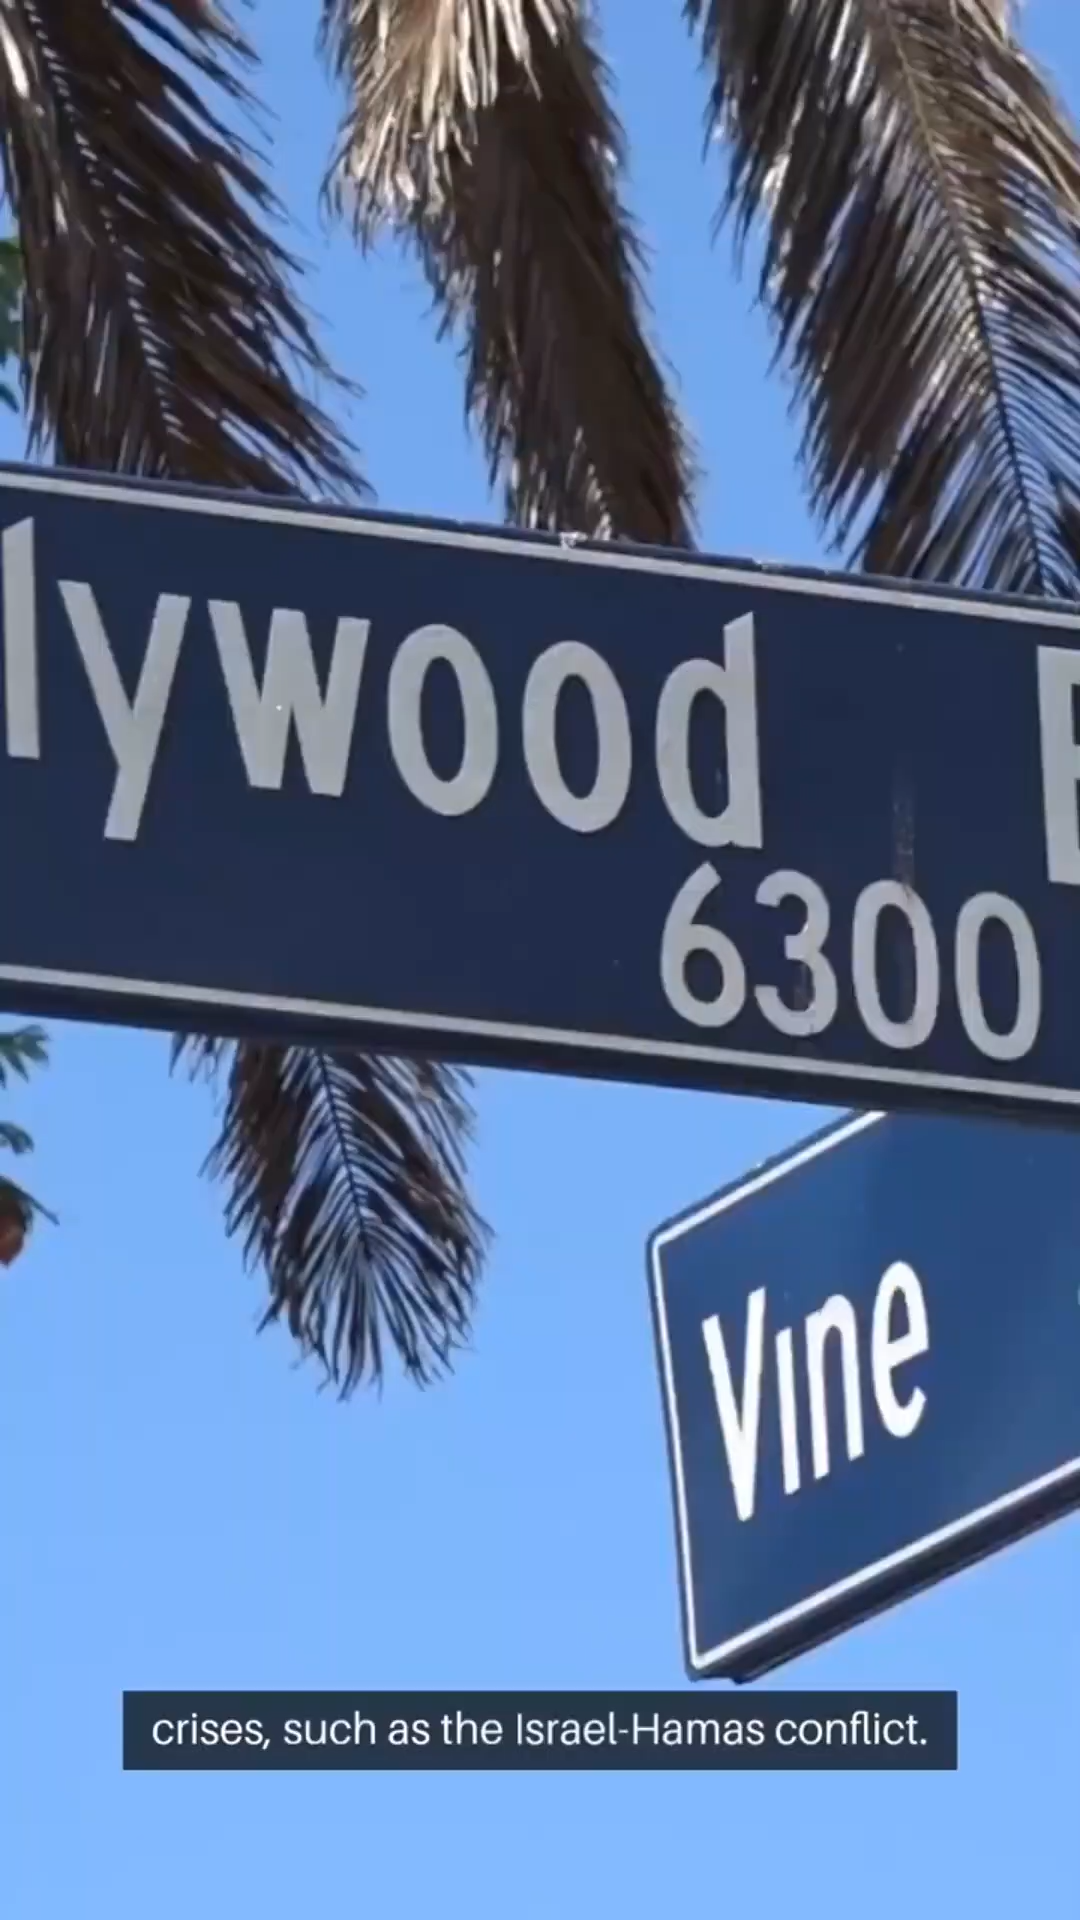 lywood B
6300
Vine
crises, such as the Israel-Hamas conflict.